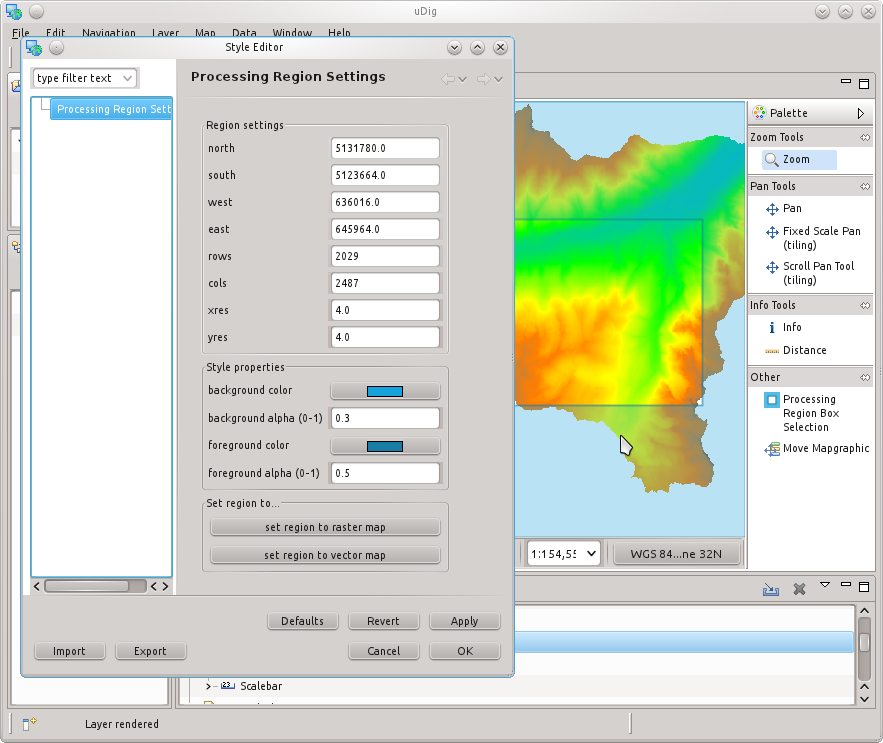 uDig
File Edit Navigation Layer Map Data Window Help
Style Editor
type filter text
Processing Region Sett
Processing Region Settings
Region settings
north 5131780.0
south 5123664.0
west 636016.0
east 645964.0
rows 2029
cols 2487
xres 4.0
yres 4.0
Style properties
background color
background alpha (0-1) 0.3
foreground color
foreground alpha (0-1) 0.5
Set region to...
set region to raster map
set region to vector map
Defaults Revert Apply
Import Export Cancel OK
Palette
Zoom Tools
Zoom
Pan Tools
Pan
Fixed Scale Pan
(tiling)
Scroll Pan Tool
(tiling)
Info Tools
Info
Distance
Other
Processing
Region Box
Selection
Move Mapgraphic
1:154,55
WGS 84...ne 32N
Scalebar
Layer rendered